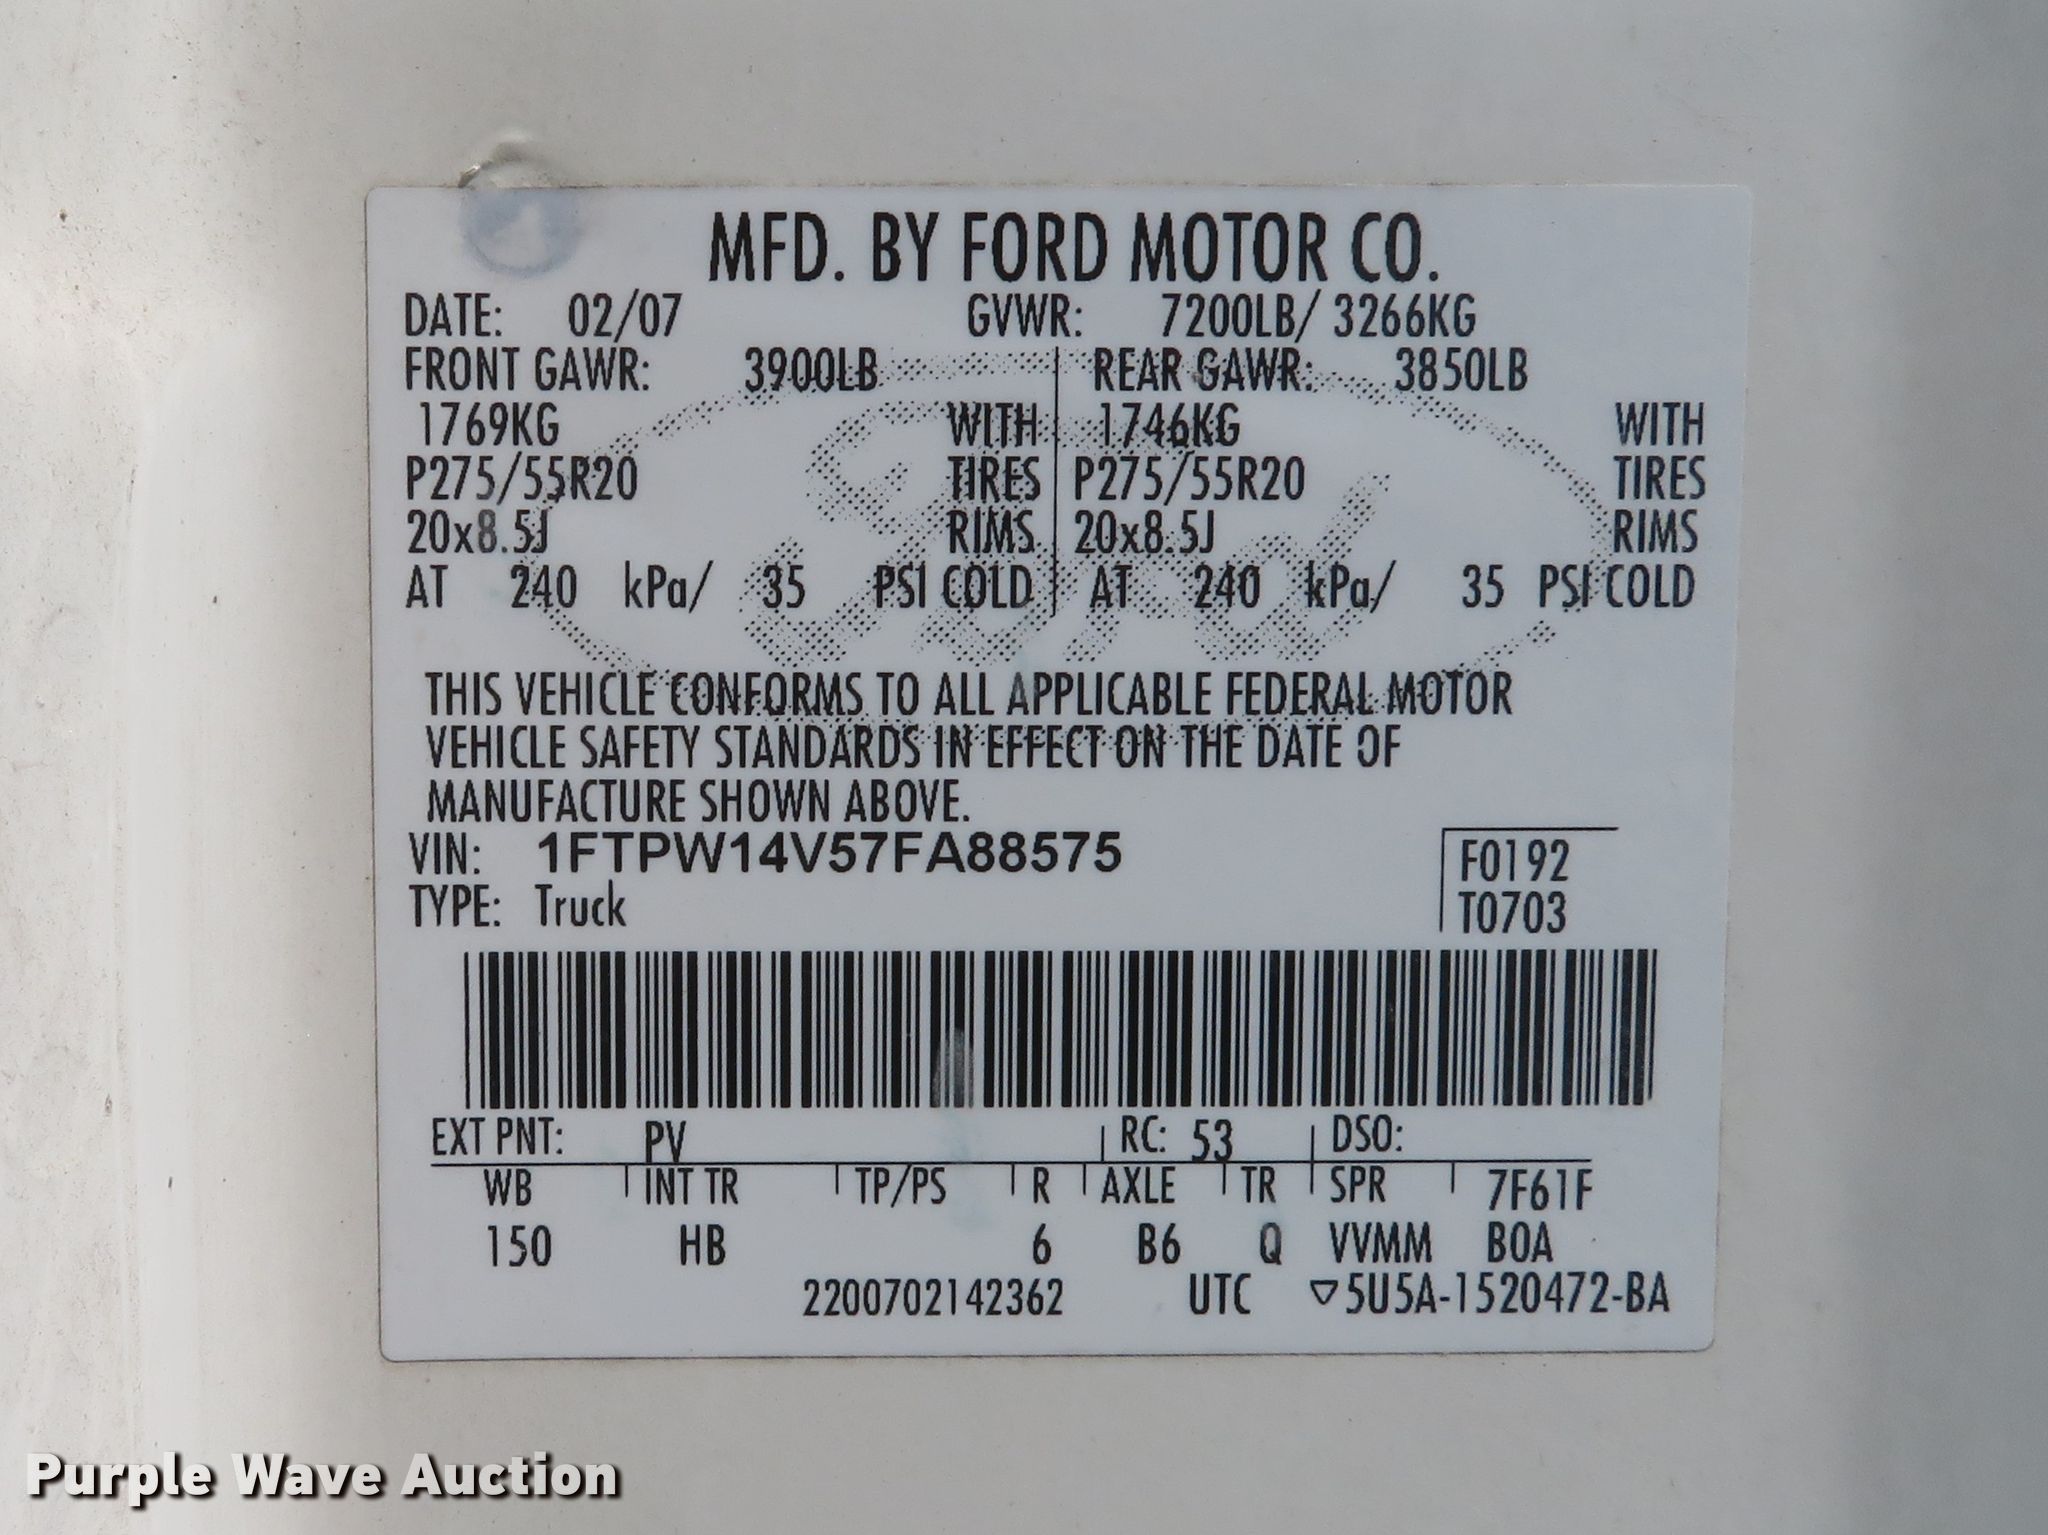 MFD. BY FORD MOTOR CO.
DATE: 02/07 GVWR: 7200LB/ 3266KG
FRONT GAWR: 3900LB REAR GAWR: 3850LB
1769KG WITH 1746KG WITH
P275/55R20 TIRES P275/55R20 TIRES
20x8.5J RIMS 20x8.5J RIMS
AT 240 kPa/ 35 PSI COLD AT 240 kPa/ 35 PSI COLD
Ford
THIS VEHICLE CONFORMS TO ALL APPLICABLE FEDERAL MOTOR
VEHICLE SAFETY STANDARDS IN EFFECT ON THE DATE OF
MANUFACTURE SHOWN ABOVE.
VIN: 1FTPW14V57FA88575 F0192
TYPE: Truck T0703
EXT PNT: PV RC: 53 DSO:
WB INT TR TP/PS R AXLE TR SPR 7F61F
150 HB 6 B6 Q VVMM BOA
2200702142362 UTC ▽5U5A-1520472-BA
Purple Wave Auction